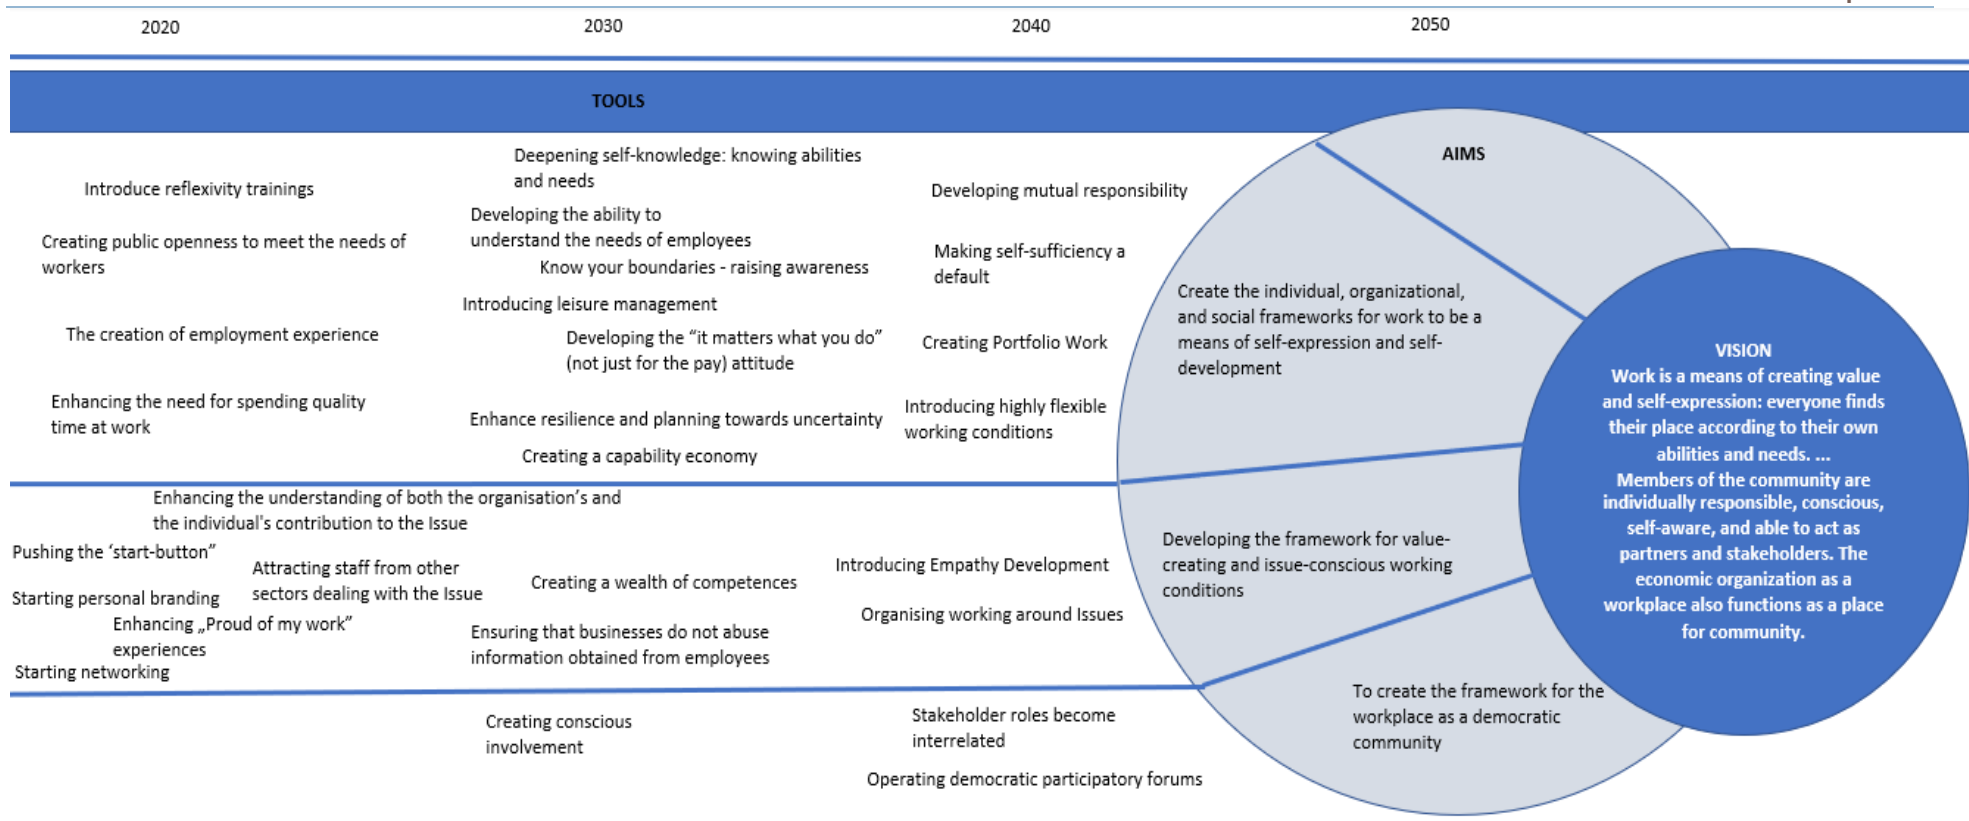 2020
2030
2040
2050
TOOLS
AIMS
Introduce reflexivity trainings
Creating public openness to meet the needs of
workers
The creation of employment experience
Enhancing the need for spending quality
time at work
Deepening self-knowledge: knowing abilities
and needs
Developing the ability to
understand the needs of employees
Know your boundaries - raising awareness
Introducing leisure management
Developing the “it matters what you do”
(not just for the pay) attitude
Enhance resilience and planning towards uncertainty
Creating a capability economy
Developing mutual responsibility
Making self-sufficiency a
default
Creating Portfolio Work
Introducing highly flexible
working conditions
Create the individual, organizational,
and social frameworks for work to be a
means of self-expression and self-
development
Enhancing the understanding of both the organisation’s and
the individual's contribution to the Issue
Pushing the ‘start-button”
Attracting staff from other
sectors dealing with the Issue
Starting personal branding
Enhancing „Proud of my work”
experiences
Starting networking
Creating a wealth of competences
Ensuring that businesses do not abuse
information obtained from employees
Introducing Empathy Development
Organising working around Issues
Developing the framework for value-
creating and issue-conscious working
conditions
Creating conscious
involvement
Stakeholder roles become
interrelated
Operating democratic participatory forums
To create the framework for the
workplace as a democratic
community
VISION
Work is a means of creating value
and self-expression: everyone finds
their place according to their own
abilities and needs. ...
Members of the community are
individually responsible, conscious,
self-aware, and able to act as
partners and stakeholders. The
economic organization as a
workplace also functions as a place
for community.